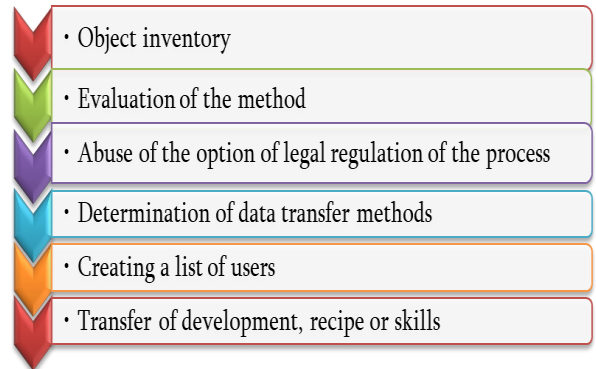 • Object inventory
• Evaluation of the method
• Abuse of the option of legal regulation of the process
• Determination of data transfer methods
• Creating a list of users
• Transfer of development, recipe or skills